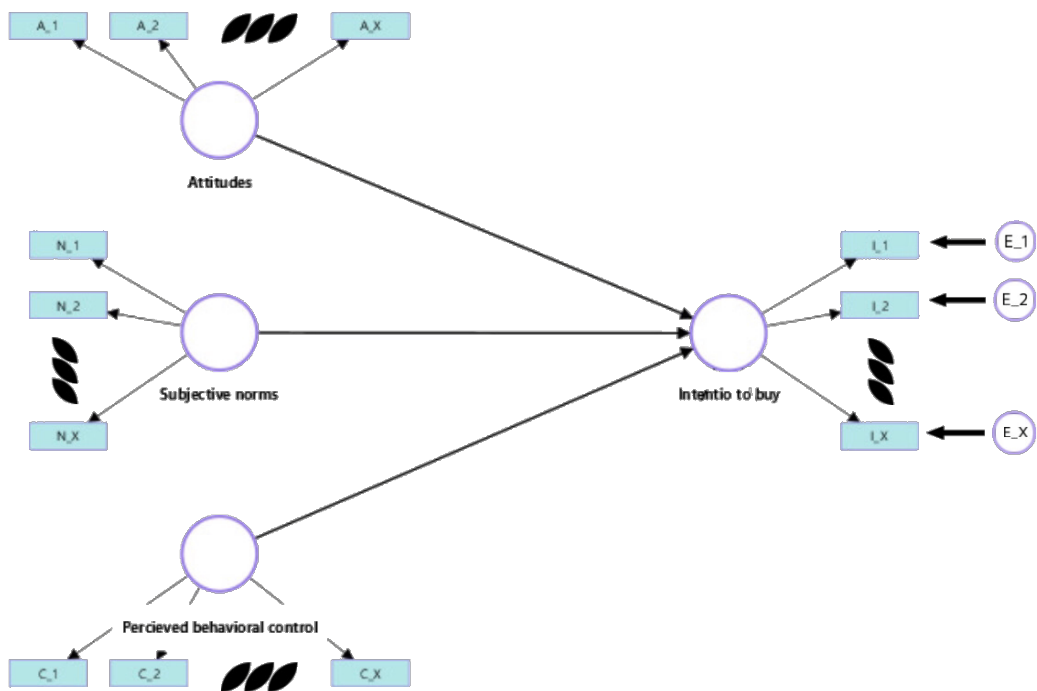 A_1
A_2
A_X
Attitudes
N_1
N_2
N_X
Subjective norms
I_1
I_2
I_X
E_1
E_2
E_X
Intentio to buy
Percieved behavioral control
C_1
C_2
C_X